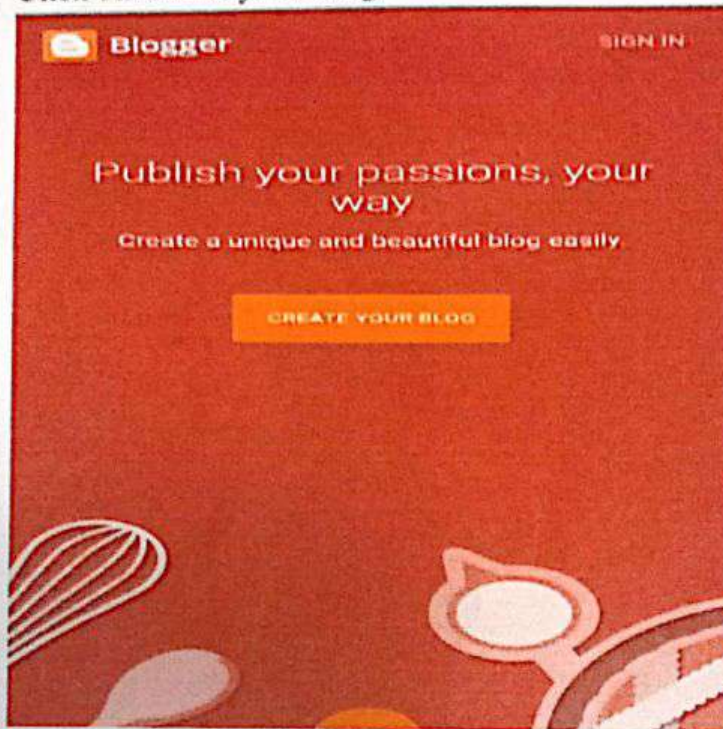 Blogger
SIGN IN
Publish your passions, your
way
Create a unique and beautiful blog easily
CREATE YOUR BLOG